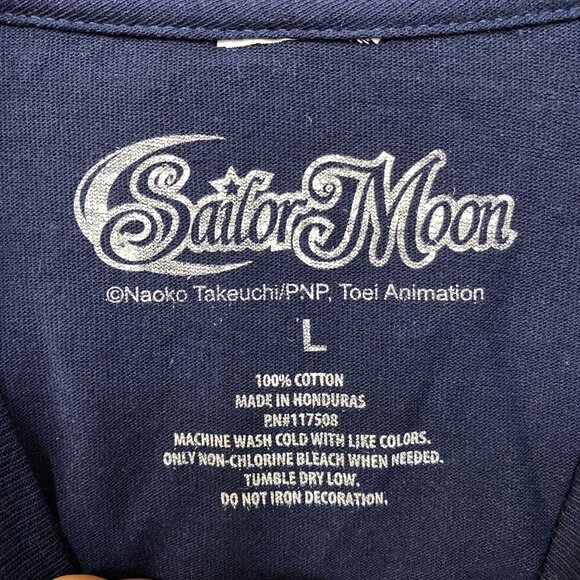 Sailor Moon
©Naoko Takeuchi/PNP, Toei Animation
L
100% COTTON
MADE IN HONDURAS
PN#117508
MACHINE WASH COLD WITH LIKE COLORS.
ONLY NON-CHLORINE BLEACH WHEN NEEDED.
TUMBLE DRY LOW.
DO NOT IRON DECORATION.